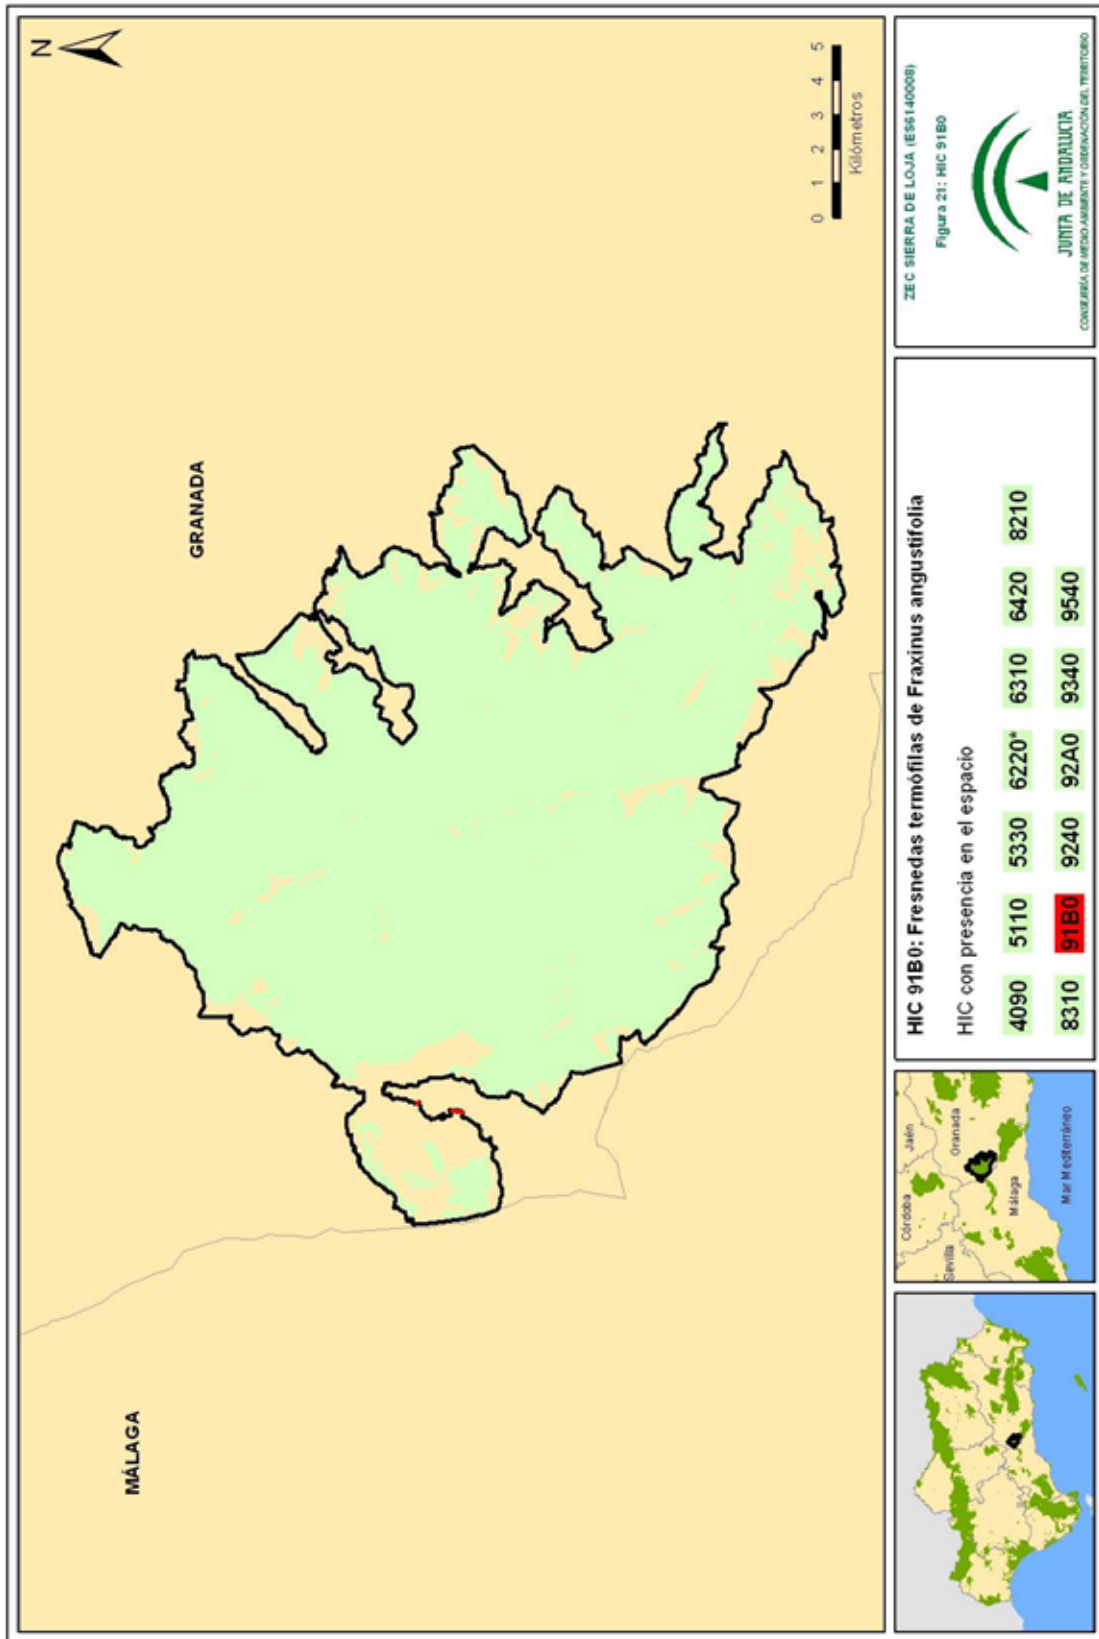 N
MÁLAGA
GRANADA
0 1 2 3 4 5
Kilómetros
Córdoba
Jaén
Sevilla
Granada
Málaga
Mar Mediterráneo
HIC 91B0: Fresnedas termófilas de Fraxinus angustifolia
HIC con presencia en el espacio
4090 5110 5330 6220* 6310 6420 8210
8310 91B0 9240 92A0 9340 9540
ZEC SIERRA DE LOJA (ES6140008)
Figura 21: HIC 91B0
JUNTA DE ANDALUCIA
CONSEJERÍA DE MEDIO AMBIENTE Y ORDENACIÓN DEL TERRITORIO